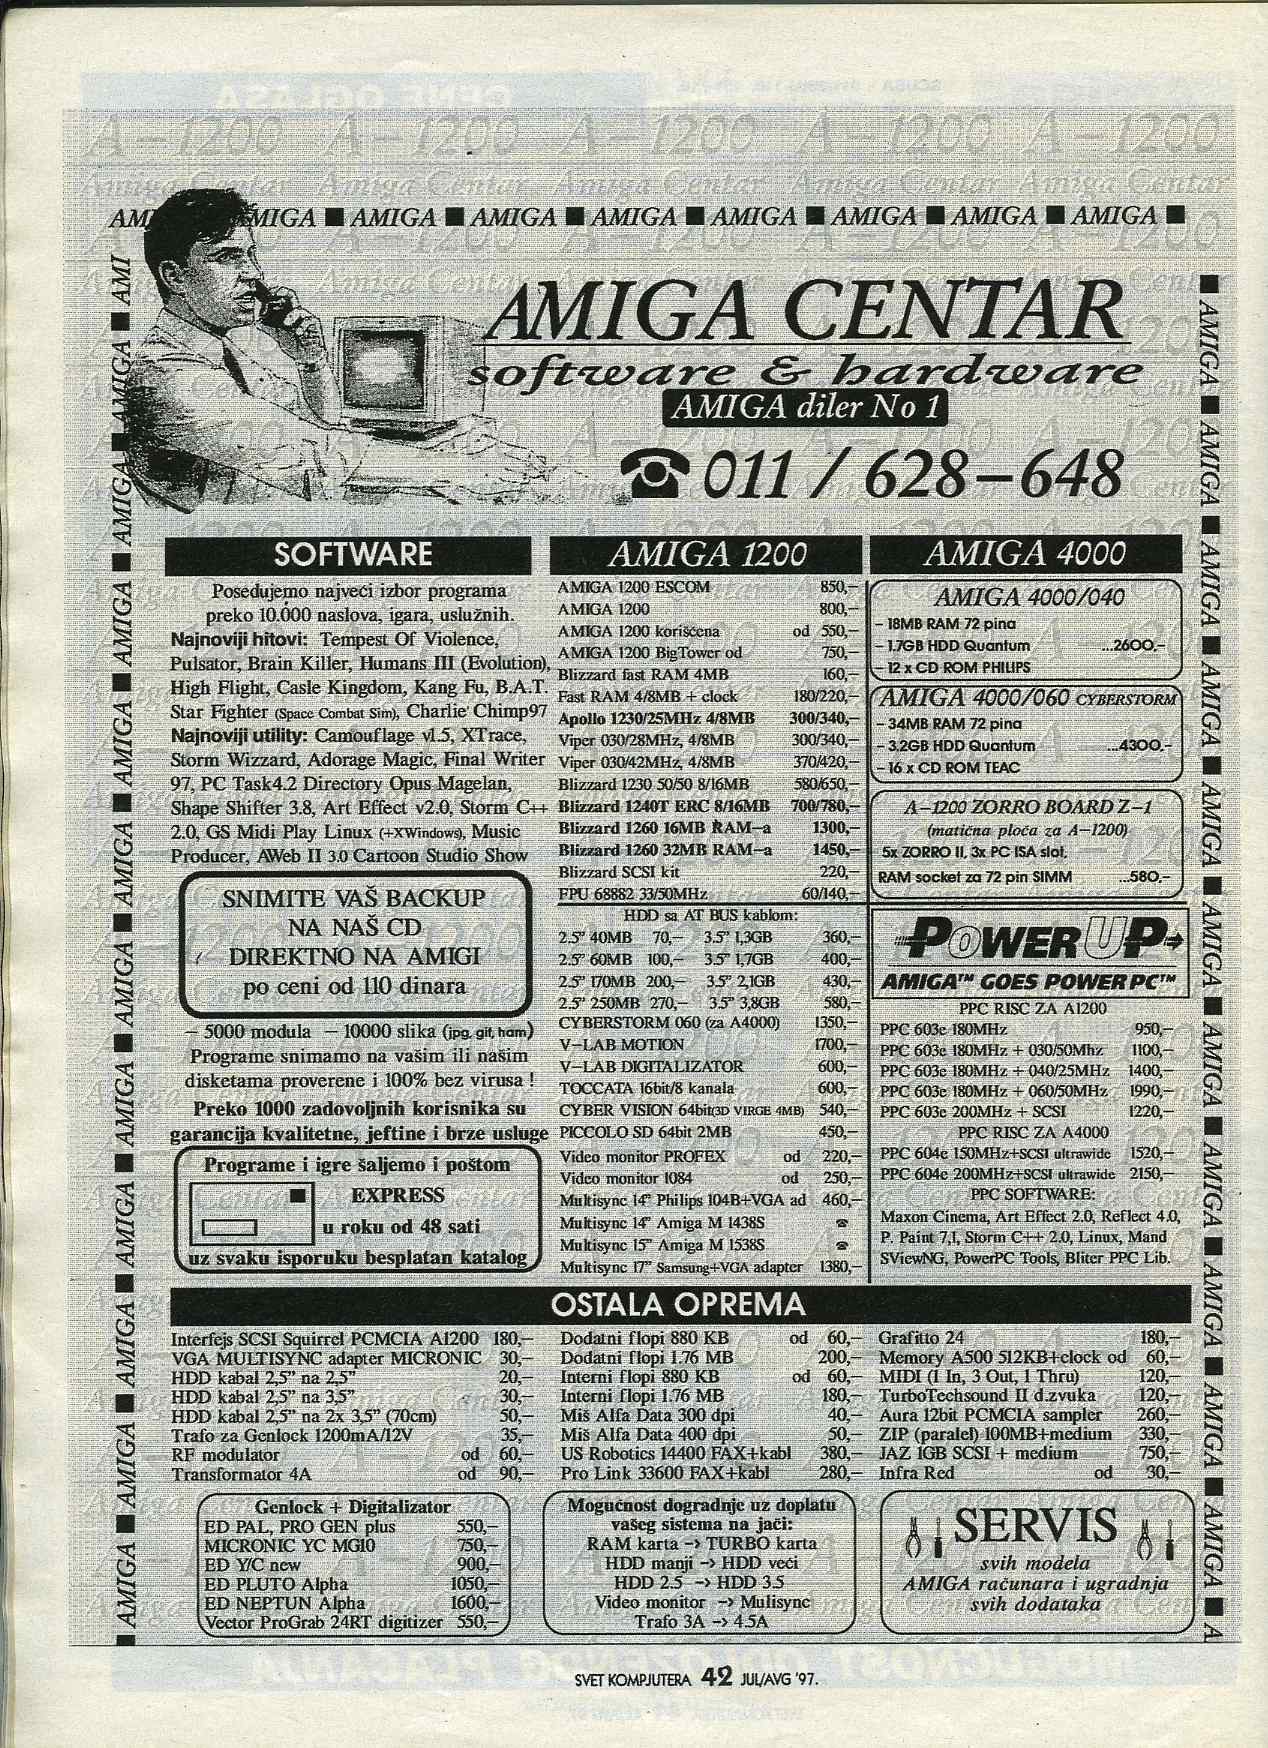 AMIGA ■ AMIGA ■ AMIGA ■ AMIGA ■ AMIGA ■ AMIGA ■ AMIGA ■ AMIGA ■
AMIGA CENTAR
software & hardware
AMIGA diler No 1
☎ 011 / 628-648
SOFTWARE
Posedujemo najveći izbor programa
preko 10.000 naslova, igara, uslužnih.
Najnoviji hitovi: Tempest Of Violence,
Pulsator, Brain Killer, Humans III (Evolution),
High Flight, Casle Kingdom, Kang Fu, B.A.T.
Star Fighter (Space Combat Sim), Charlie Chimp97
Najnoviji utility: Camouflage v1.5, XTrace,
Storm Wizzard, Adorage Magic, Final Writer
97, PC Task4.2 Directory Opus Magelan,
Shape Shifter 3.8, Art Effect v2.0, Storm C++
2.0, GS Midi Play Linux (+XWindows), Music
Producer, AWeb II 3.0 Cartoon Studio Show
SNIMITE VAŠ BACKUP
NA NAŠ CD
DIREKTNO NA AMIGI
po ceni od 110 dinara
– 5000 modula – 10000 slika (jpg, gif, ham)
Programe snimamo na vašim ili našim
disketama proverene i 100% bez virusa !
Preko 1000 zadovoljnih korisnika su
garancija kvalitetne, jeftine i brze usluge
Programe i igre šaljemo i poštom
EXPRESS
u roku od 48 sati
uz svaku isporuku besplatan katalog
AMIGA 1200
AMIGA 1200 ESCOM 850,–
AMIGA 1200 800,–
AMIGA 1200 korišćena od 550,–
AMIGA 1200 BigTower od 750,–
Blizzard fast RAM 4MB 160,–
Fast RAM 4/8MB + clock 180/220,–
Apollo 1230/25MHz 4/8MB 300/340,–
Viper 030/28MHz, 4/8MB 300/340,–
Viper 030/42MHz, 4/8MB 370/420,–
Blizzard 1230 50/50 8/16MB 580/650,–
Blizzard 1240T ERC 8/16MB 700/780,–
Blizzard 1260 16MB RAM–a 1300,–
Blizzard 1260 32MB RAM–a 1450,–
Blizzard SCSI kit 220,–
FPU 68882 33/50MHz 60/140,–
HDD sa AT BUS kablom:
2.5" 40MB 70,– 3.5" 1,3GB 360,–
2.5" 60MB 100,– 3.5" 1,7GB 400,–
2.5" 170MB 200,– 3.5" 2,1GB 430,–
2.5" 250MB 270,– 3.5" 3,8GB 580,–
CYBERSTORM 060 (za A4000) 1350,–
V–LAB MOTION 1700,–
V–LAB DIGITALIZATOR 600,–
TOCCATA 16bit/8 kanala 600,–
CYBER VISION 64bit(3D VIRGE 4MB) 540,–
PICCOLO SD 64bit 2MB 450,–
Video monitor PROFEX od 220,–
Video monitor 1084 od 250,–
Multisync 14" Philips 104B+VGA ad 460,–
Multisync 14" Amiga M 1438S ☎
Multisync 15" Amiga M 1538S ☎
Multisync 17" Samsung+VGA adapter 1380,–
AMIGA 4000
AMIGA 4000/040
– 18MB RAM 72 pina
– 1.7GB HDD Quantum ...2600.–
– 12 x CD ROM PHILIPS
AMIGA 4000/060 CYBERSTORM
– 34MB RAM 72 pina
– 3,2GB HDD Quantum ...4300.–
– 16 x CD ROM TEAC
A–1200 ZORRO BOARD Z–1
(matična ploča za A–1200)
5x ZORRO II, 3x PC ISA slot,
RAM socket za 72 pin SIMM ...580,–
POWER UP
AMIGA™ GOES POWER PC™
PPC RISC ZA A1200
PPC 603e 180MHz 950,–
PPC 603e 180MHz + 030/50Mhz 1100,–
PPC 603e 180MHz + 040/25MHz 1400,–
PPC 603e 180MHz + 060/50MHz 1990,–
PPC 603e 200MHz + SCSI 1220,–
PPC RISC ZA A4000
PPC 604e 150MHz+SCSI ultrawide 1520,–
PPC 604e 200MHz+SCSI ultrawide 2150,–
PPC SOFTWARE:
Maxon Cinema, Art Effect 2.0, Reflect 4.0,
P. Paint 7,1, Storm C++ 2.0, Linux, Mand
SViewNG, PowerPC Tools, Bliter PPC Lib.
OSTALA OPREMA
Interfejs SCSI Squirrel PCMCIA A1200 180,–
VGA MULTISYNC adapter MICRONIC 30,–
HDD kabal 2,5" na 2,5" 20,–
HDD kabal 2,5" na 3,5" 30,–
HDD kabal 2,5" na 2x 3,5" (70cm) 50,–
Trafo za Genlock 1200mA/12V 35,–
RF modulator od 60,–
Transformator 4A od 90,–
Dodatni flopi 880 KB od 60,–
Dodatni flopi 1.76 MB 200,–
Interni flopi 880 KB od 60,–
Interni flopi 1.76 MB 180,–
Miš Alfa Data 300 dpi 40,–
Miš Alfa Data 400 dpi 50,–
US Robotics 14400 FAX+kabl 380,–
Pro Link 33600 FAX+kabl 280,–
Grafitto 24 180,–
Memory A500 512KB+clock od 60,–
MIDI (1 In, 3 Out, 1 Thru) 120,–
TurboTechsound II d.zvuka 120,–
Aura 12bit PCMCIA sampler 260,–
ZIP (paralel) 100MB+medium 330,–
JAZ 1GB SCSI + medium 750,–
Infra Red od 30,–
Genlock + Digitalizator
ED PAL, PRO GEN plus 550,–
MICRONIC YC MG10 750,–
ED Y/C new 900,–
ED PLUTO Alpha 1050,–
ED NEPTUN Alpha 1600,–
Vector ProGrab 24RT digitizer 550,–
Mogućnost dogradnje uz doplatu
vašeg sistema na jači:
RAM karta –> TURBO karta
HDD manji –> HDD veći
HDD 2.5 –> HDD 3.5
Video monitor –> Mulisync
Trafo 3A –> 4.5A
SERVIS
svih modela
AMIGA računara i ugradnja
svih dodataka
SVET KOMPJUTERA 42 JUL/AVG '97.